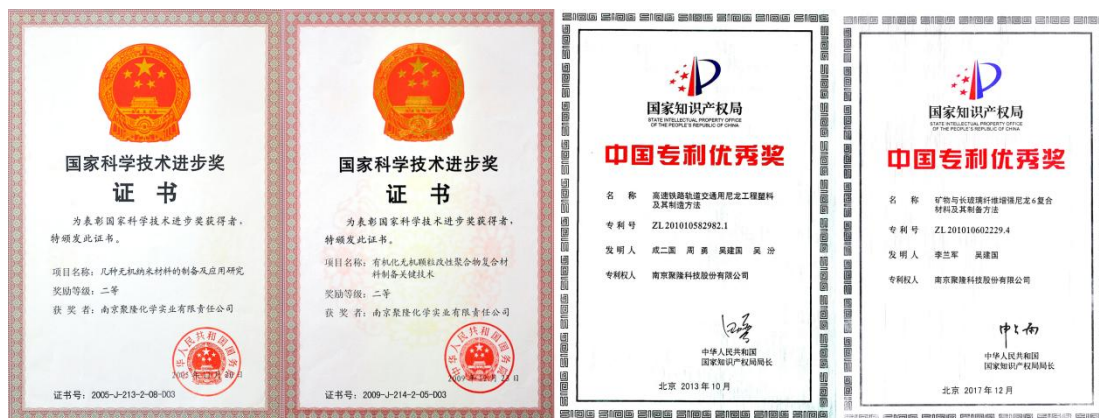 国家科学技术进步奖
证 书
为表彰国家科学技术进步奖获得者，
特颁发此证书。
项目名称：几种无机纳米材料的制备及应用研究
奖励等级：二等
获 奖 者：南京聚隆化学实业有限责任公司
证书号：2005-J-213-2-08-D03
国家科学技术进步奖
证 书
为表彰国家科学技术进步奖获得者，
特颁发此证书。
项目名称：有机化无机颗粒改性聚合物复合材
料制备关键技术
奖励等级：二等
获 奖 者：南京聚隆化学实业有限责任公司
证书号：2009-J-214-2-05-D03
国家知识产权局
STATE INTELLECTUAL PROPERTY OFFICE
OF THE PEOPLE'S REPUBLIC OF CHINA
中国专利优秀奖
名 称 高速铁路轨道交通用尼龙工程塑料
及其制造方法
专 利 号 ZL 201010582982.1
发 明 人 成二国 周 勇 吴建国 吴 汾
专利权人 南京聚隆科技股份有限公司
中华人民共和国
国家知识产权局局长
北京 2013 年 10 月
国家知识产权局
STATE INTELLECTUAL PROPERTY OFFICE
OF THE PEOPLE'S REPUBLIC OF CHINA
中国专利优秀奖
名 称 矿物与长玻璃纤维增强尼龙6复合
材料及其制备方法
专 利 号 ZL 201010602229.4
发 明 人 李兰军 吴建国
专利权人 南京聚隆科技股份有限公司
中华人民共和国
国家知识产权局局长
北京 2017 年 12 月